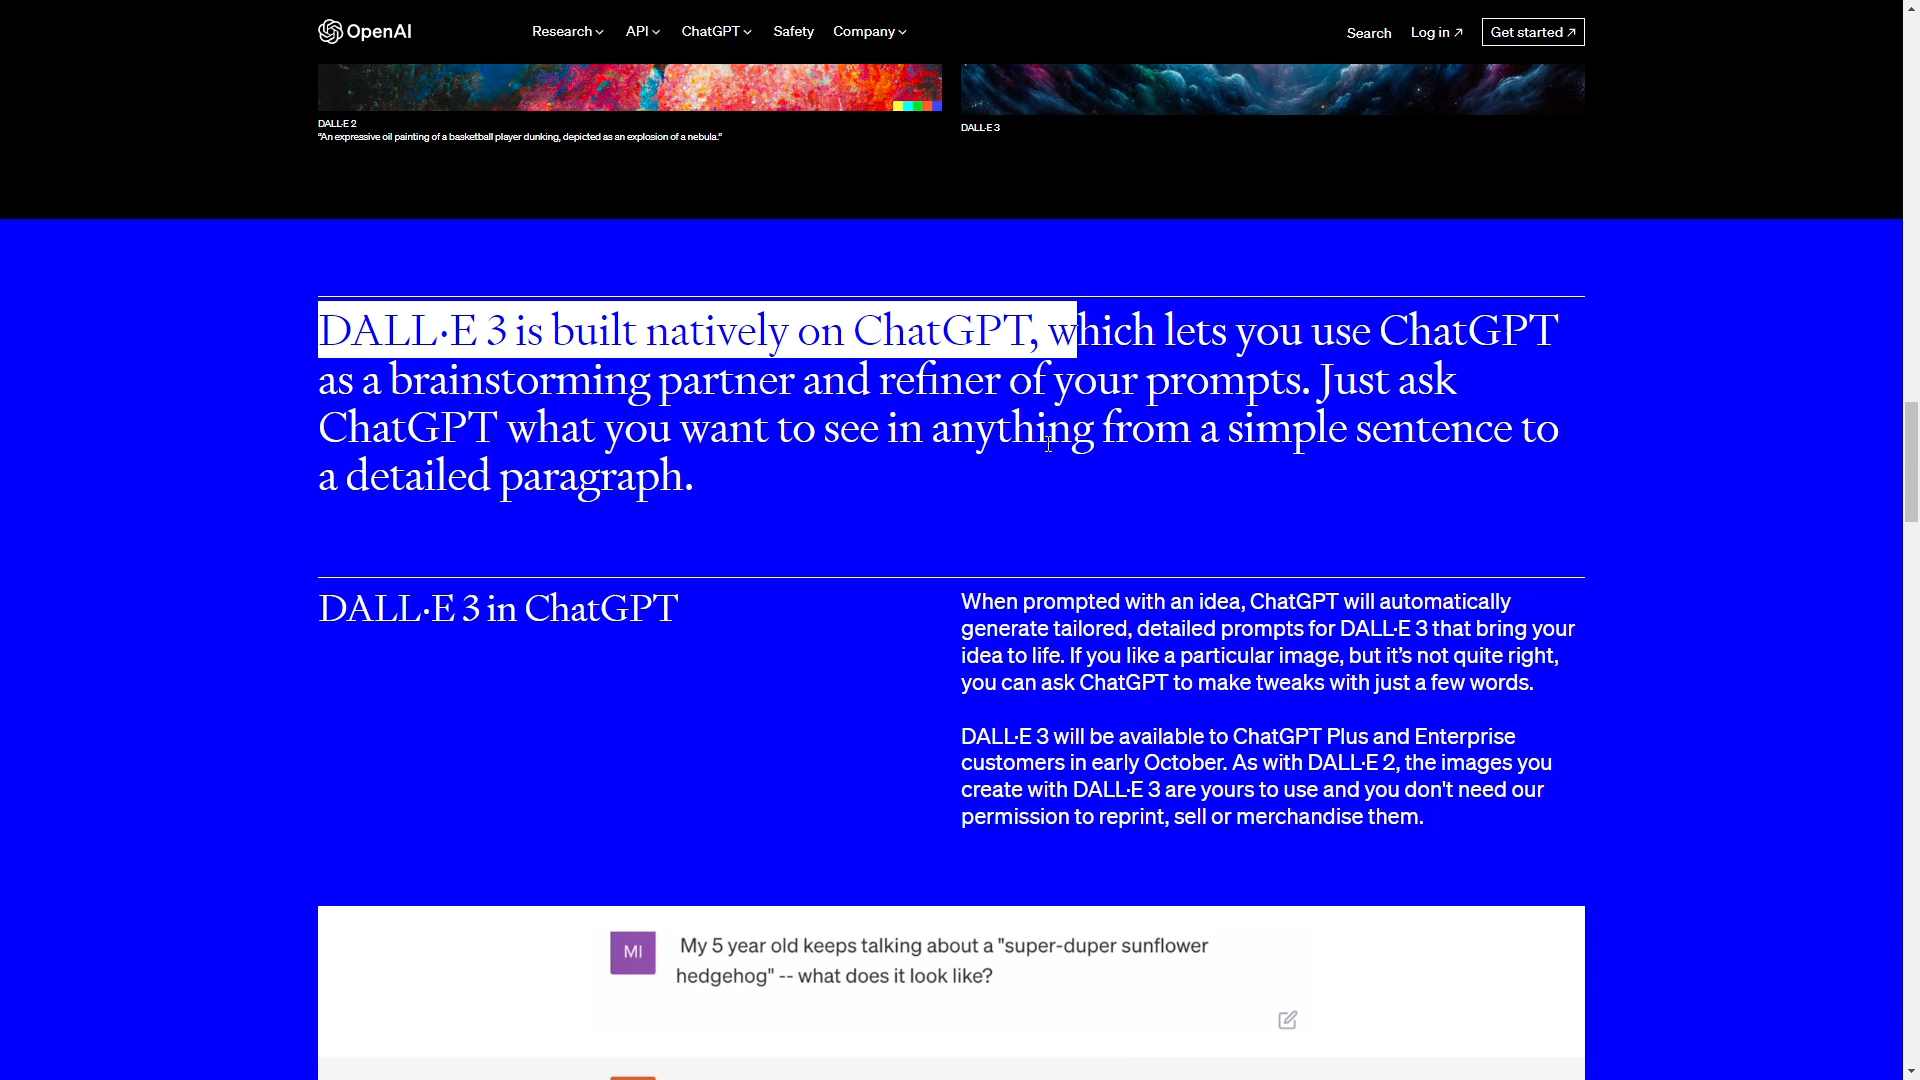 OpenAI
Research API ChatGPT Safety Company
Search Log in ↗ Get started ↗
DALL·E 2
“An expressive oil painting of a basketball player dunking, depicted as an explosion of a nebula.”
DALL·E 3
DALL·E 3 is built natively on ChatGPT, which lets you use ChatGPT
as a brainstorming partner and refiner of your prompts. Just ask
ChatGPT what you want to see in anything from a simple sentence to
a detailed paragraph.
DALL·E 3 in ChatGPT
When prompted with an idea, ChatGPT will automatically
generate tailored, detailed prompts for DALL·E 3 that bring your
idea to life. If you like a particular image, but it’s not quite right,
you can ask ChatGPT to make tweaks with just a few words.
DALL·E 3 will be available to ChatGPT Plus and Enterprise
customers in early October. As with DALL·E 2, the images you
create with DALL·E 3 are yours to use and you don't need our
permission to reprint, sell or merchandise them.
MI
My 5 year old keeps talking about a "super-duper sunflower
hedgehog" -- what does it look like?